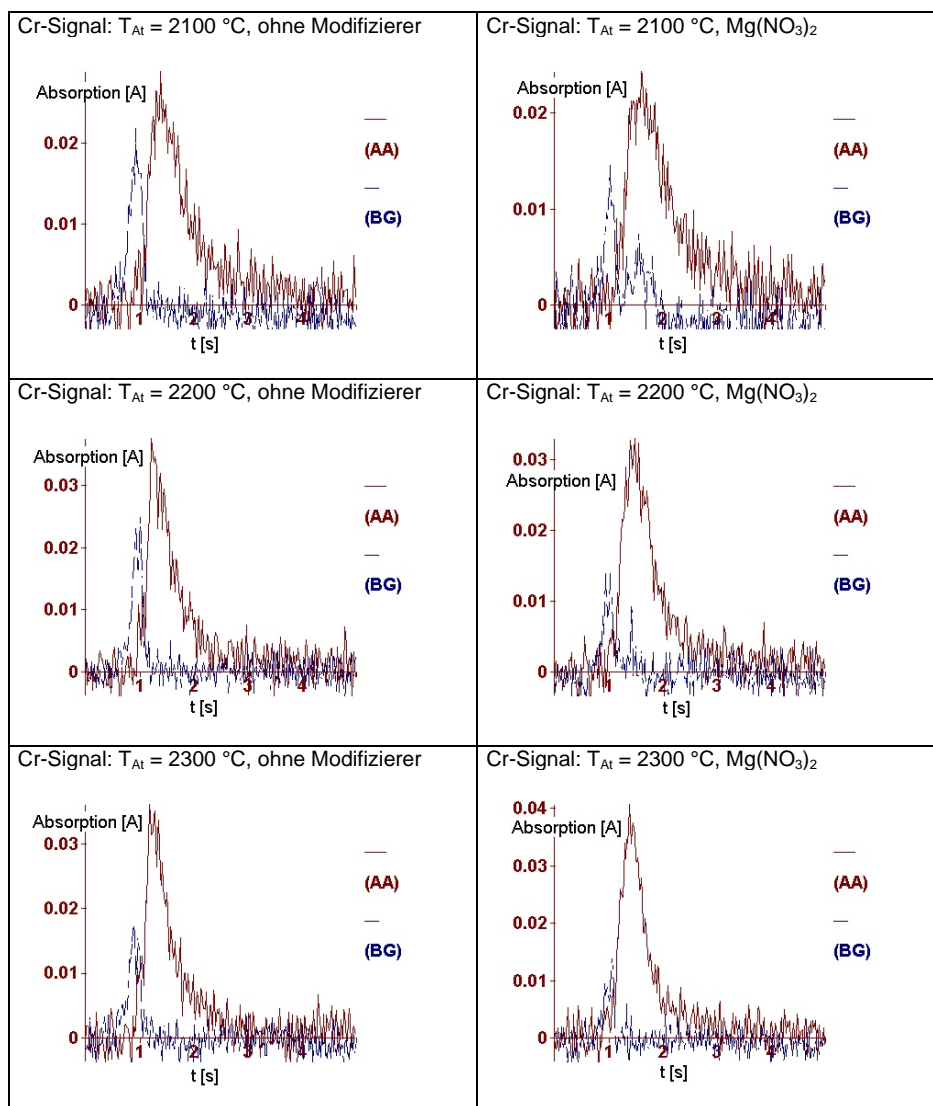 Cr-Signal: TAt = 2100 °C, ohne Modifizierer
Absorption [A]
0.02
0.01
0
1
2
3
4
t [s]
(AA)
(BG)
Cr-Signal: TAt = 2100 °C, Mg(NO3)2
Absorption [A]
0.02
0.01
0
1
2
3
4
t [s]
(AA)
(BG)
Cr-Signal: TAt = 2200 °C, ohne Modifizierer
Absorption [A]
0.03
0.02
0.01
0
1
2
3
4
t [s]
(AA)
(BG)
Cr-Signal: TAt = 2200 °C, Mg(NO3)2
0.03
Absorption [A]
0.02
0.01
0
1
2
3
4
t [s]
(AA)
(BG)
Cr-Signal: TAt = 2300 °C, ohne Modifizierer
Absorption [A]
0.03
0.02
0.01
0
1
2
3
4
t [s]
(AA)
(BG)
Cr-Signal: TAt = 2300 °C, Mg(NO3)2
0.04
Absorption [A]
0.03
0.02
0.01
0
1
2
3
4
t [s]
(AA)
(BG)